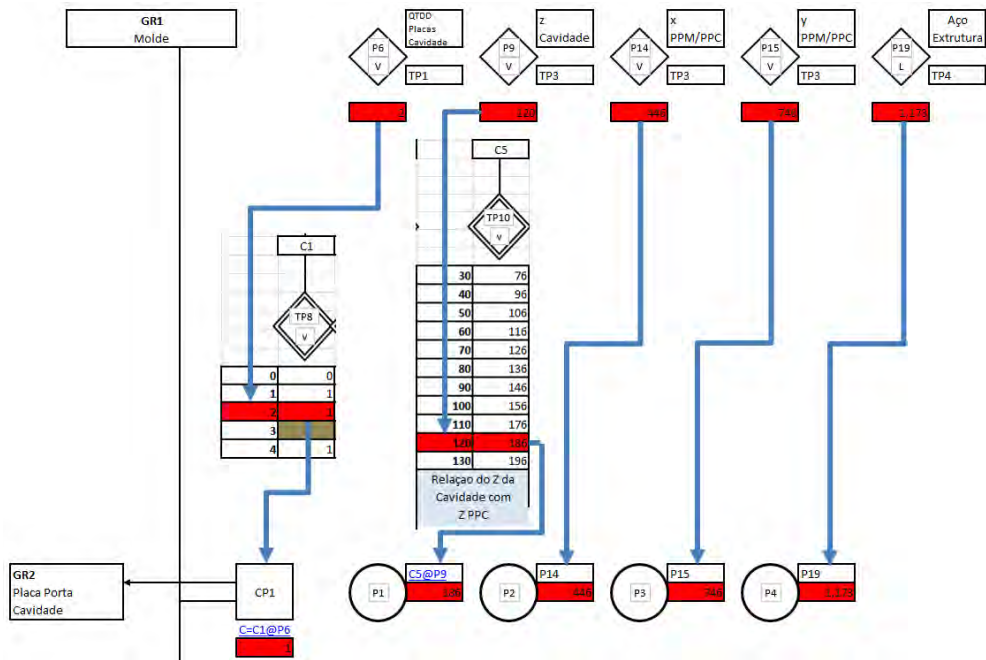 GR1
Molde
P6
V
QTDD
Placas
Cavidade
TP1
P9
V
z
Cavidade
TP3
P14
V
x
PPM/PPC
TP3
P15
V
y
PPM/PPC
TP3
P19
L
Aço
Extrutura
TP4
2
120
446
746
1.173
C5
TP10
v
C1
TP8
v
30 76
40 96
50 106
60 116
70 126
80 136
90 146
100 156
110 176
120 186
130 196
0 0
1 1
2 1
3
4 1
Relaçao do Z da
Cavidade com
Z PPC
GR2
Placa Porta
Cavidade
CP1
C=C1@P6
1
P1
C5@P9
186
P2
P14
446
P3
P15
746
P4
P19
1.173